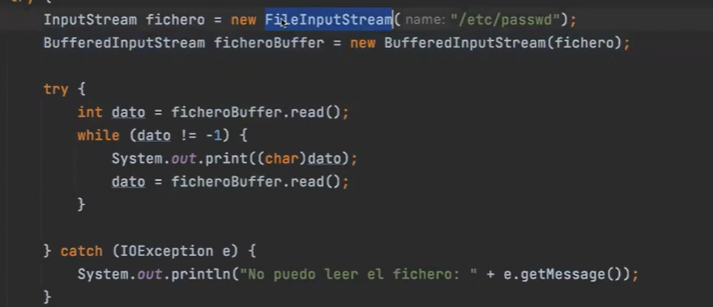 InputStream fichero = new FileInputStream( name: "/etc/passwd");
BufferedInputStream ficheroBuffer = new BufferedInputStream(fichero);
try {
int dato = ficheroBuffer.read();
while (dato != -1) {
System.out.print((char)dato);
dato = ficheroBuffer.read();
}
} catch (IOException e) {
System.out.println("No puedo leer el fichero: " + e.getMessage());
}